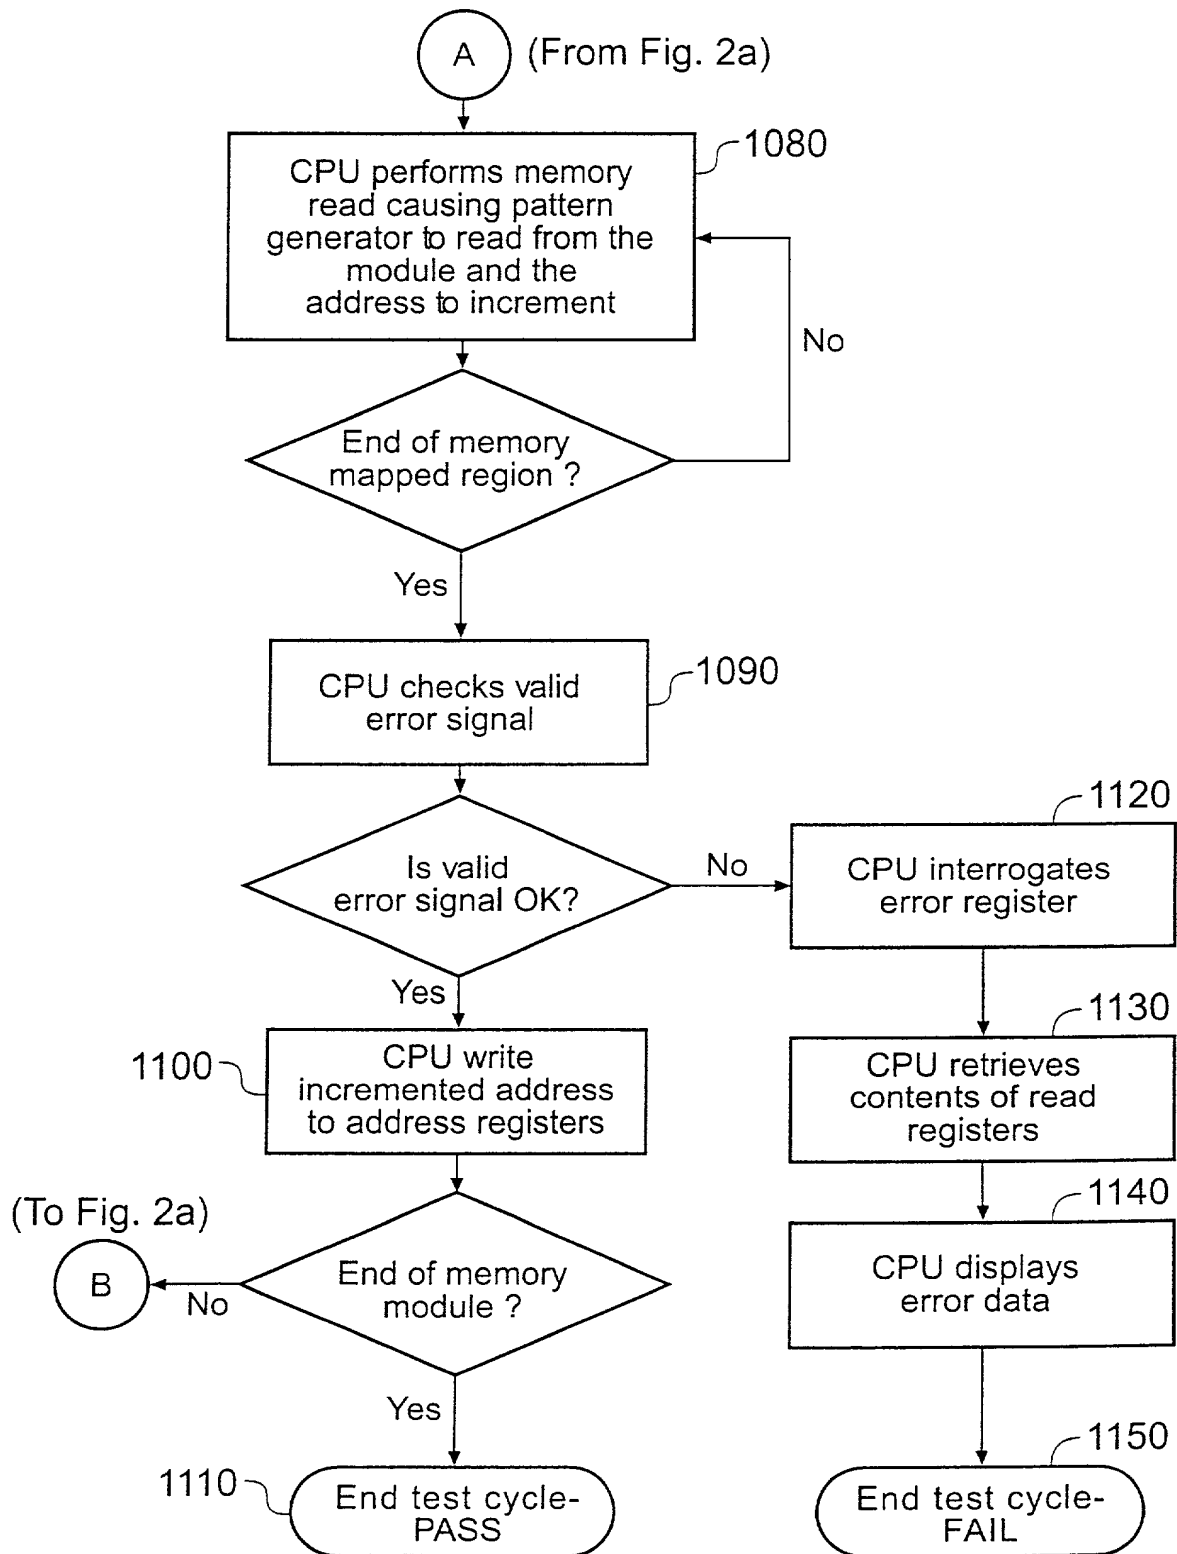 A
(From Fig. 2a)
1080
CPU performs memory
read causing pattern
generator to read from the
module and the
address to increment
No
End of memory
mapped region ?
Yes
1090
CPU checks valid
error signal
Is valid
error signal OK?
No
1120
CPU interrogates
error register
Yes
1100
CPU write
incremented address
to address registers
1130
CPU retrieves
contents of read
registers
(To Fig. 2a)
B
No
End of memory
module ?
1140
CPU displays
error data
Yes
1110
End test cycle-
PASS
1150
End test cycle-
FAIL